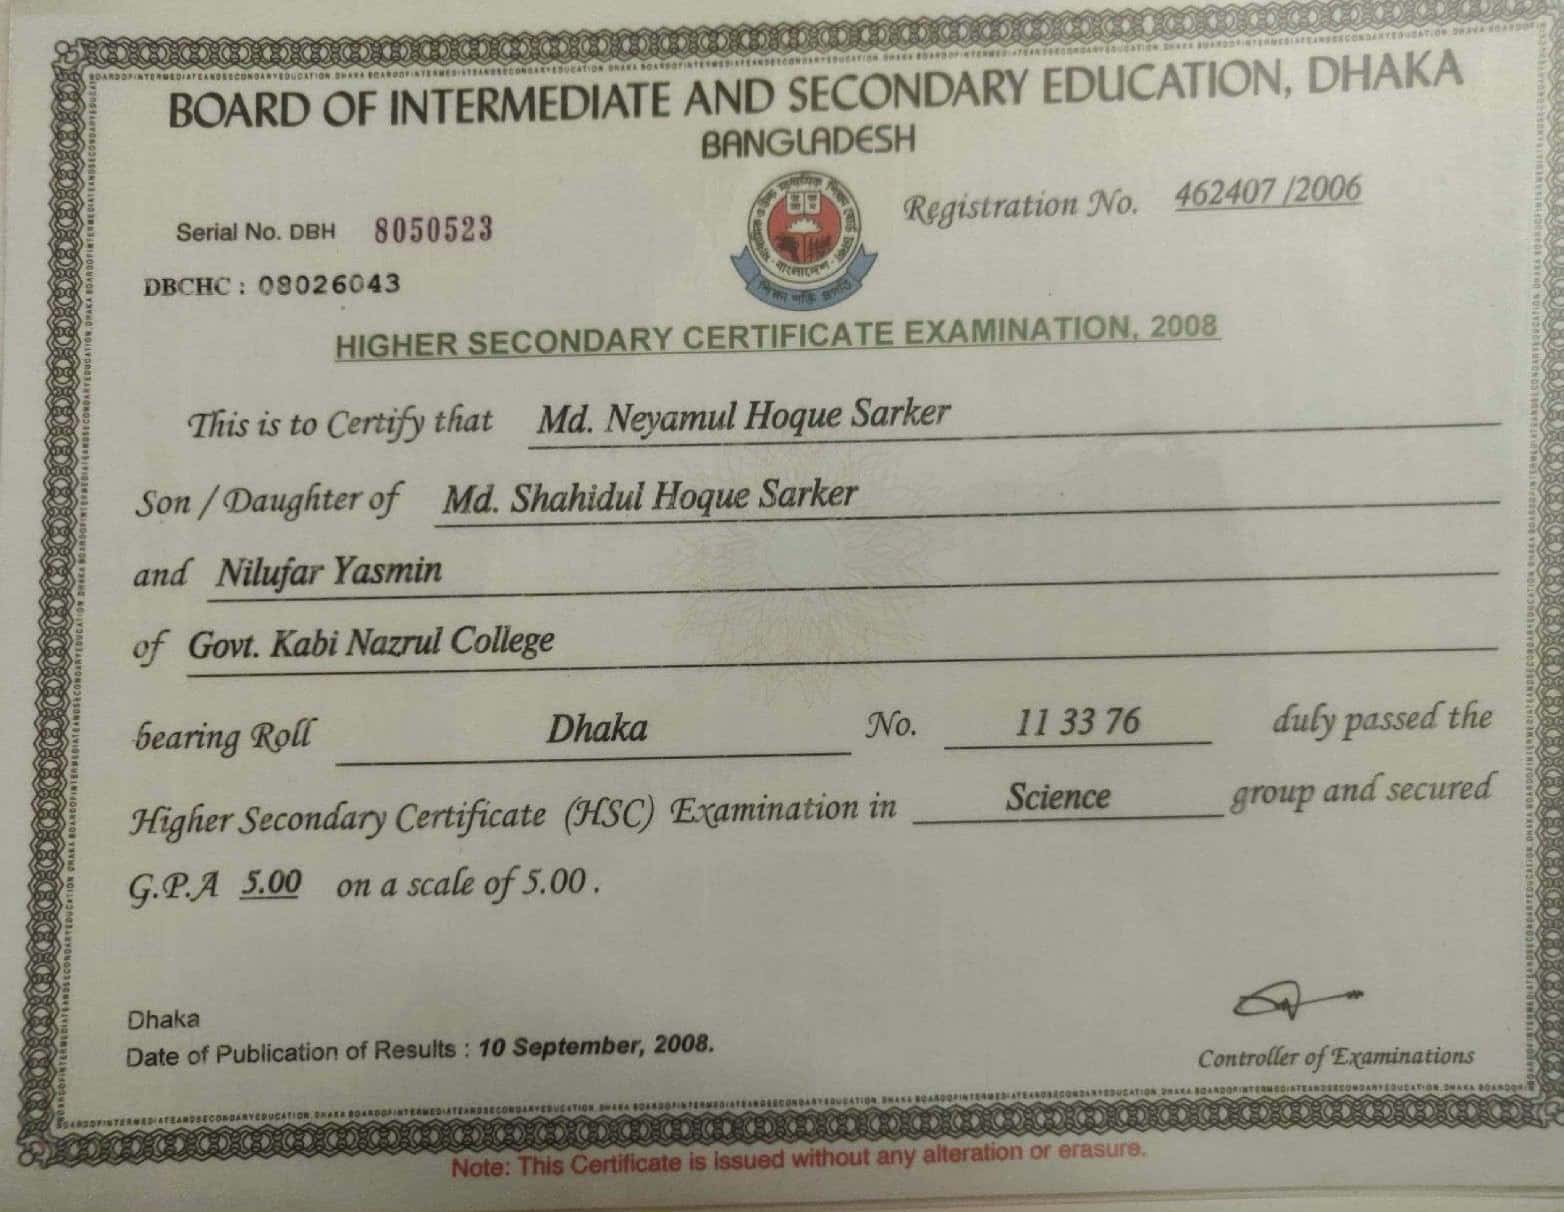 BOARD OF INTERMEDIATE AND SECONDARY EDUCATION, DHAKA
BANGLADESH
Registration No. 462407 /2006
Serial No. DBH 8050523
DBCHC : 08026043
বাংলাদেশ
শিক্ষা শক্তি প্রগতি
HIGHER SECONDARY CERTIFICATE EXAMINATION, 2008
This is to Certify that Md. Neyamul Hoque Sarker
Son / Daughter of Md. Shahidul Hoque Sarker
and Nilufar Yasmin
of Govt. Kabi Nazrul College
bearing Roll Dhaka No. 11 33 76 duly passed the
Higher Secondary Certificate (HSC) Examination in Science group and secured
G.P.A 5.00 on a scale of 5.00 .
Dhaka
Date of Publication of Results : 10 September, 2008.
Controller of Examinations
Note: This Certificate is issued without any alteration or erasure.